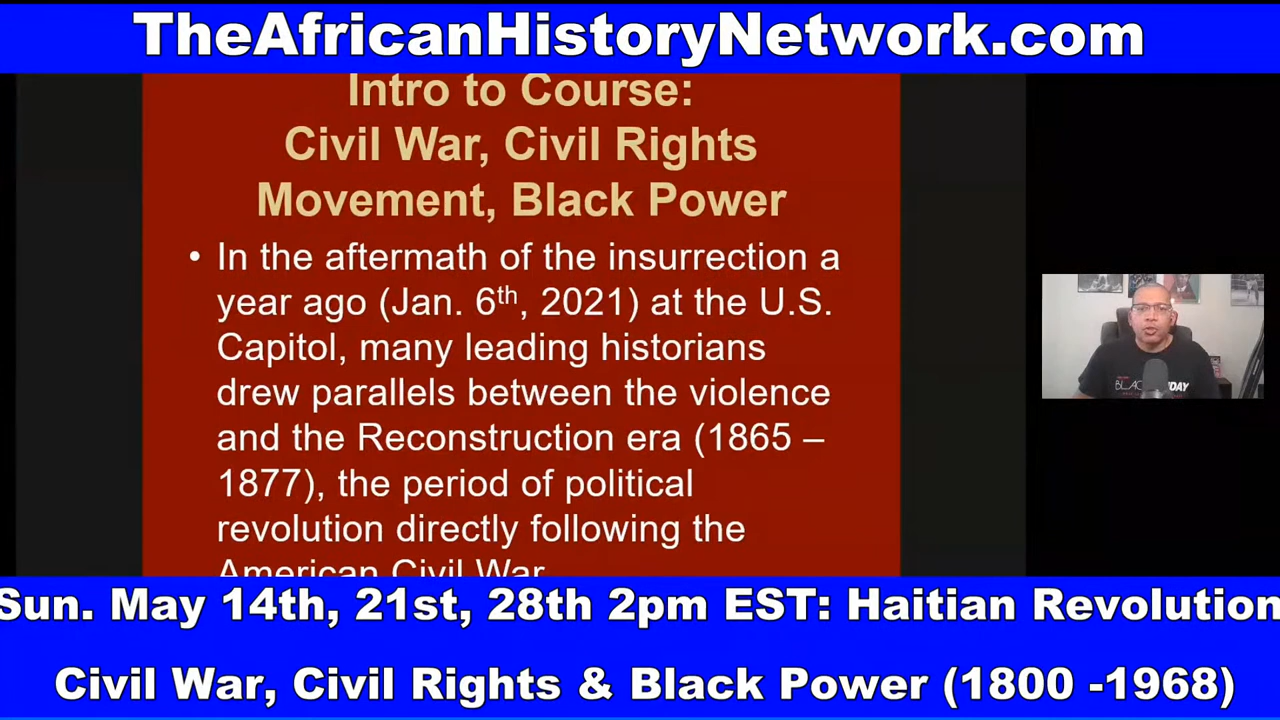 TheAfricanHistoryNetwork.com
Intro to Course:
Civil War, Civil Rights
Movement, Black Power
• In the aftermath of the insurrection a
year ago (Jan. 6th, 2021) at the U.S.
Capitol, many leading historians
drew parallels between the violence
and the Reconstruction era (1865 –
1877), the period of political
revolution directly following the
American Civil War
Sun. May 14th, 21st, 28th 2pm EST: Haitian Revolution
Civil War, Civil Rights & Black Power (1800 -1968)